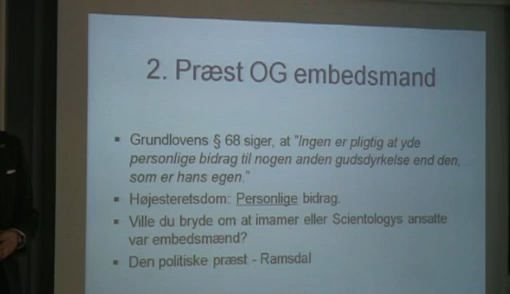 2. Præst OG embedsmand
▪ Grundlovens § 68 siger, at "Ingen er pligtig at yde
personlige bidrag til nogen anden gudsdyrkelse end den,
som er hans egen."
▪ Højesteretsdom: Personlige bidrag.
▪ Ville du bryde om at imamer eller Scientologys ansatte
var embedsmænd?
▪ Den politiske præst - Ramsdal